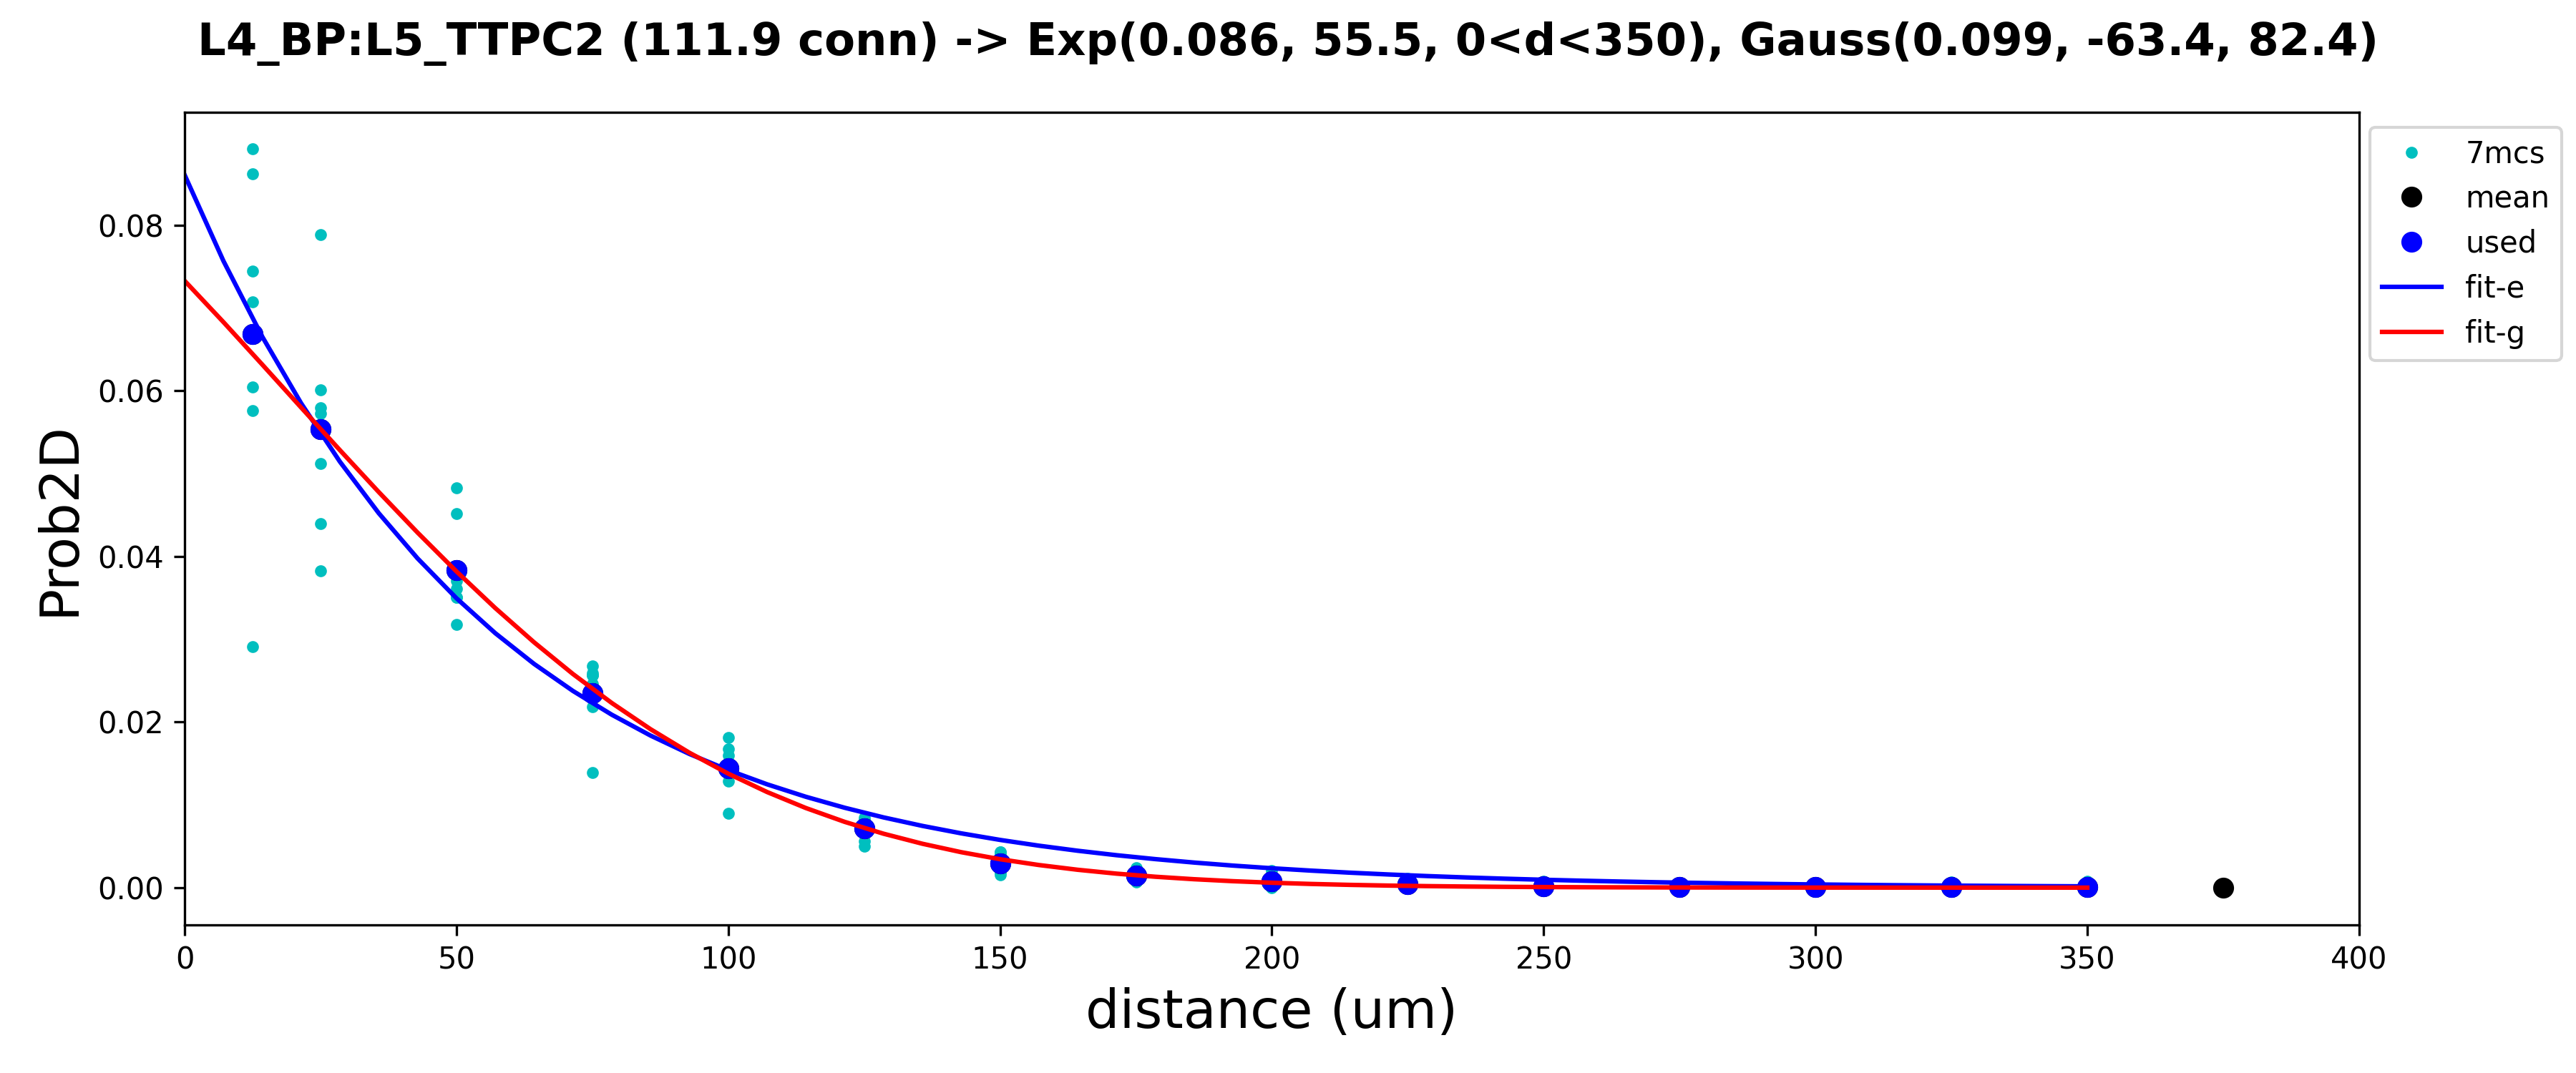 L4_BP:L5_TTPC2 (111.9 conn) -> Exp(0.086, 55.5, 0<d<350), Gauss(0.099, -63.4, 82.4)
7mcs
mean
used
fit-e
fit-g
Prob2D
0.08
0.06
0.04
0.02
0.00
0 50 100 150 200 250 300 350 400
distance (um)